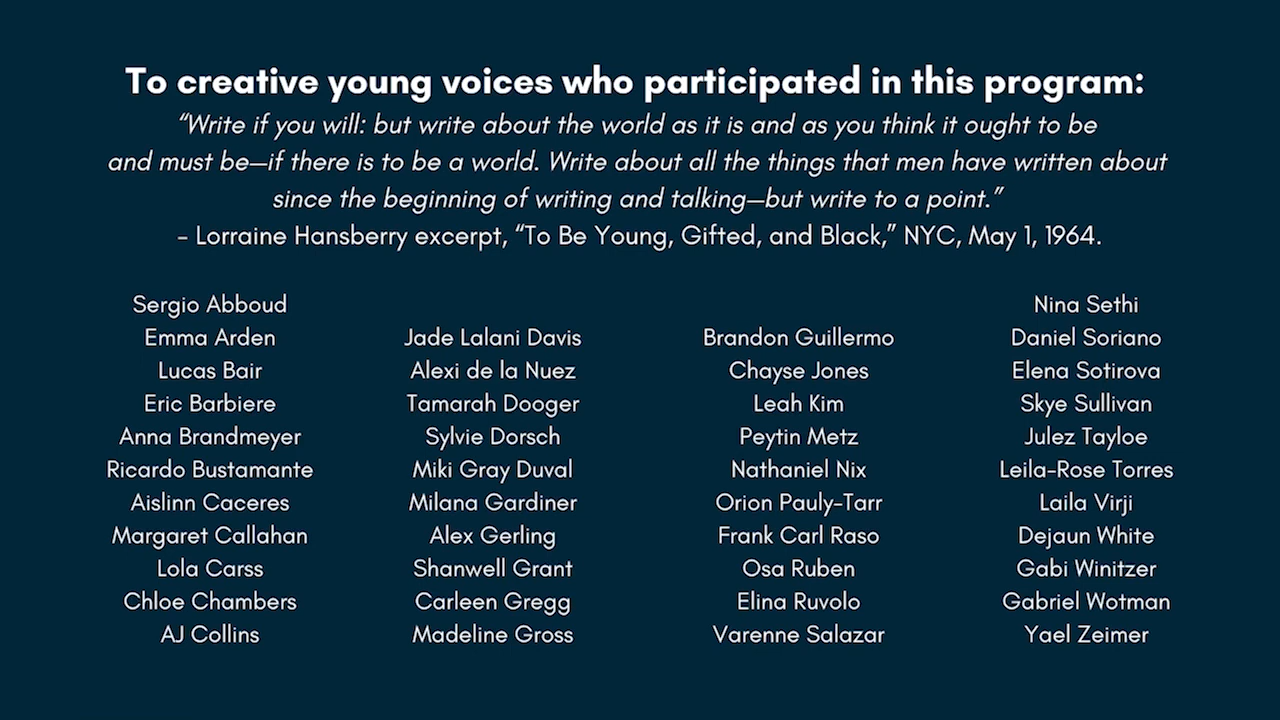 To creative young voices who participated in this program:
“Write if you will: but write about the world as it is and as you think it ought to be
and must be—if there is to be a world. Write about all the things that men have written about
since the beginning of writing and talking—but write to a point.”
- Lorraine Hansberry excerpt, “To Be Young, Gifted, and Black,” NYC, May 1, 1964.
Sergio Abboud
Emma Arden
Lucas Bair
Eric Barbiere
Anna Brandmeyer
Ricardo Bustamante
Aislinn Caceres
Margaret Callahan
Lola Carss
Chloe Chambers
AJ Collins
Jade Lalani Davis
Alexi de la Nuez
Tamarah Dooger
Sylvie Dorsch
Miki Gray Duval
Milana Gardiner
Alex Gerling
Shanwell Grant
Carleen Gregg
Madeline Gross
Brandon Guillermo
Chayse Jones
Leah Kim
Peytin Metz
Nathaniel Nix
Orion Pauly-Tarr
Frank Carl Raso
Osa Ruben
Elina Ruvolo
Varenne Salazar
Nina Sethi
Daniel Soriano
Elena Sotirova
Skye Sullivan
Julez Tayloe
Leila-Rose Torres
Laila Virji
Dejaun White
Gabi Winitzer
Gabriel Wotman
Yael Zeimer